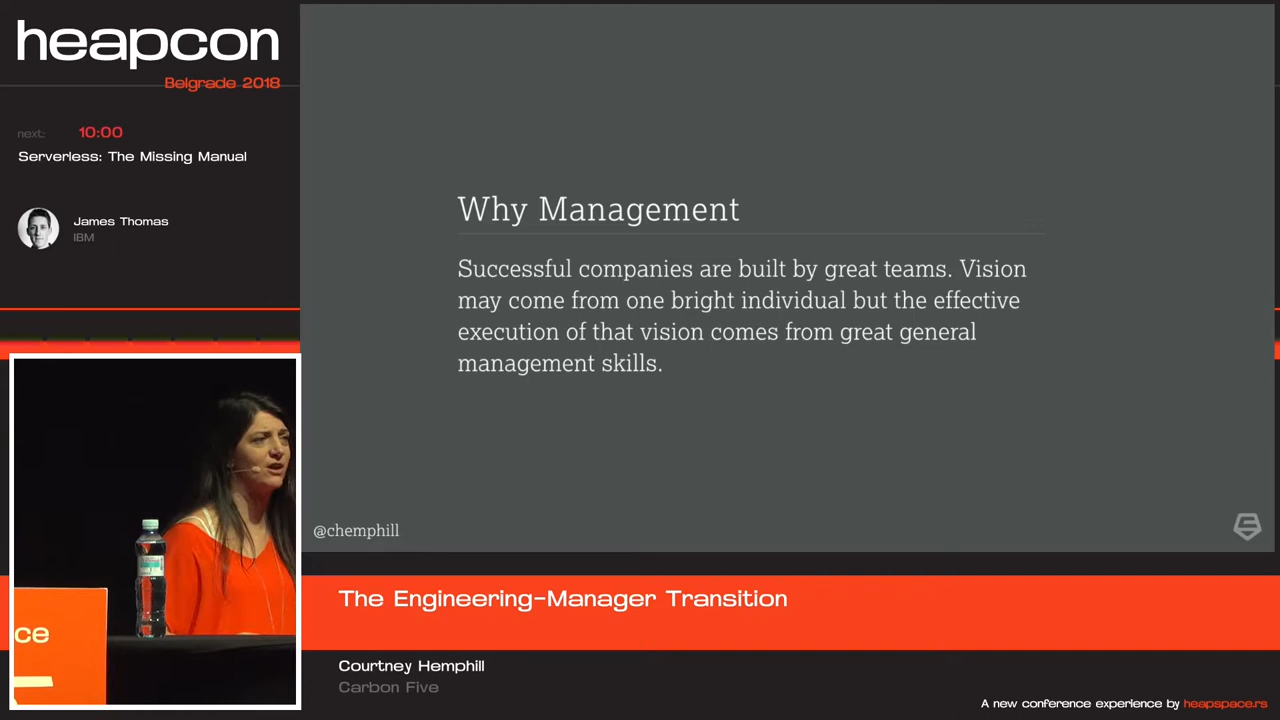 heapcon
Belgrade 2018
next: 10:00
Serverless: The Missing Manual
James Thomas
IBM
Why Management
Successful companies are built by great teams. Vision
may come from one bright individual but the effective
execution of that vision comes from great general
management skills.
@chemphill
ce
The Engineering-Manager Transition
Courtney Hemphill
Carbon Five
A new conference experience by heapspace.rs